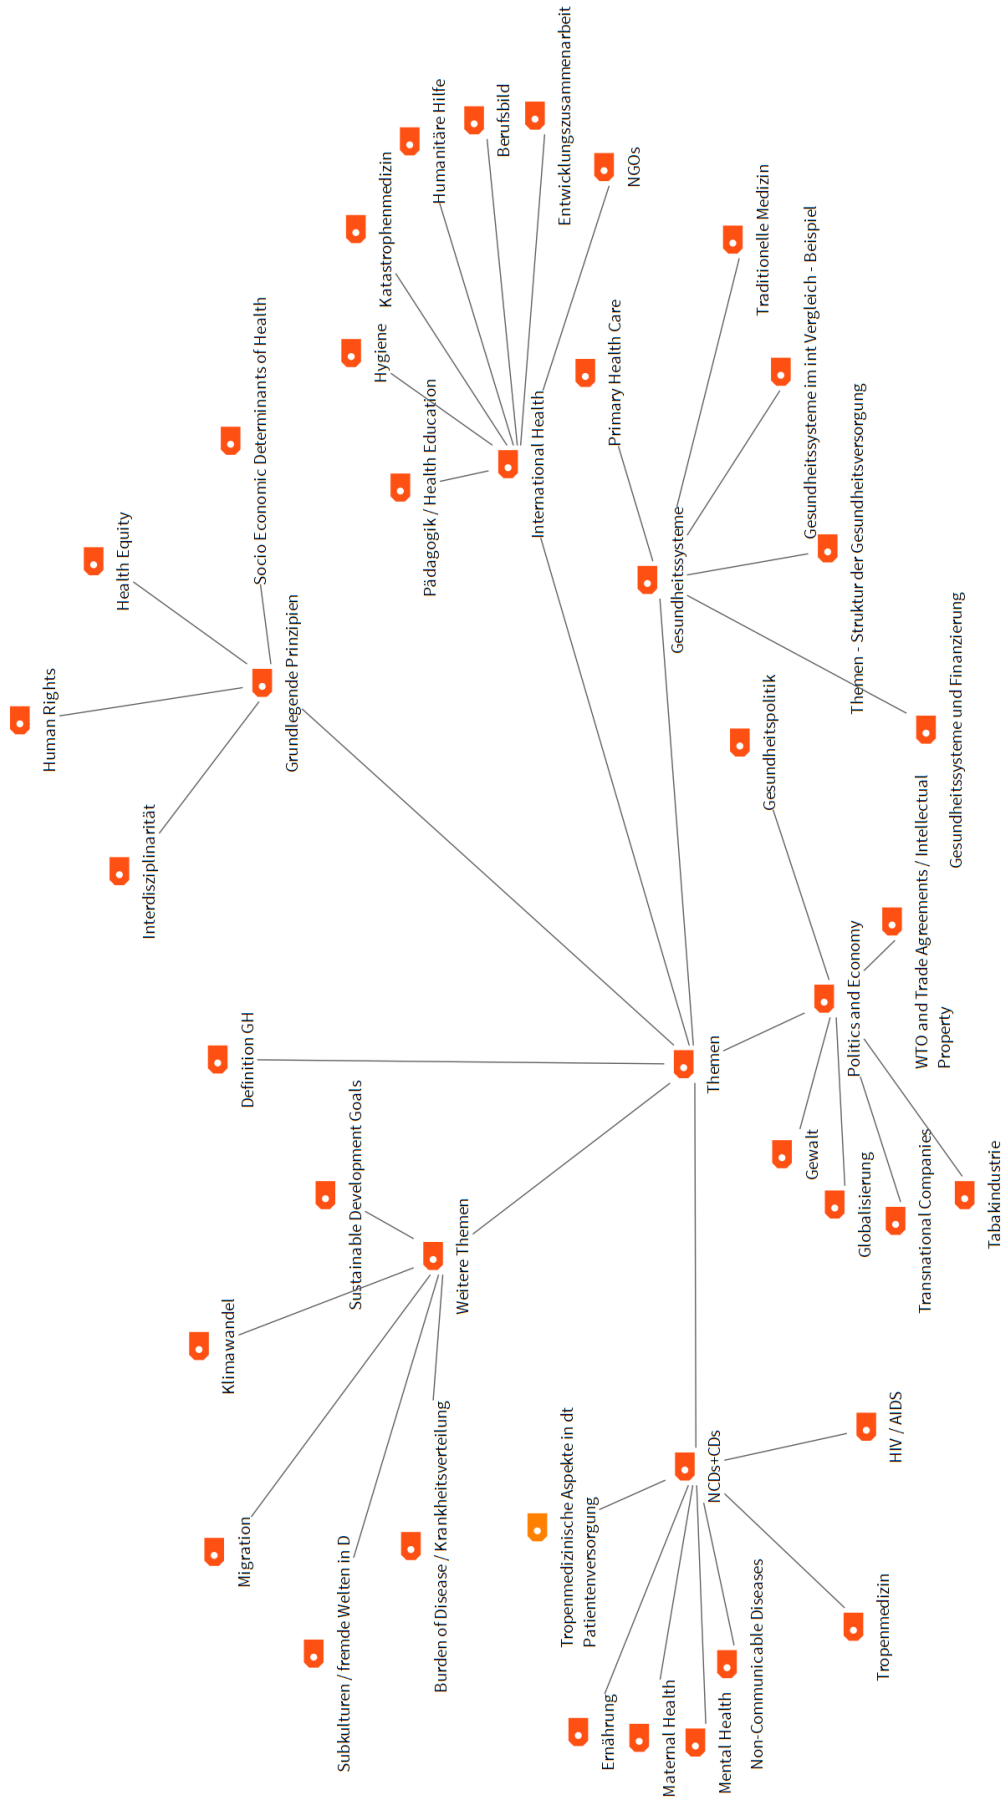 Human Rights
Health Equity
Interdisziplinarität
Socio Economic Determinants of Health
Grundlegende Prinzipien
Definition GH
Klimawandel
Migration
Sustainable Development Goals
Subkulturen / fremde Welten in D
Burden of Disease / Krankheitsverteilung
Weitere Themen
Hygiene
Katastrophenmedizin
Pädagogik / Health Education
Humanitäre Hilfe
Berufsbild
Entwicklungszusammenarbeit
NGOs
International Health
Primary Health Care
Gesundheitssysteme
Traditionelle Medizin
Gesundheitssysteme im int Vergleich - Beispiel
Themen - Struktur der Gesundheitsversorgung
Gesundheitssysteme und Finanzierung
Themen
Gesundheitspolitik
Politics and Economy
WTO and Trade Agreements / Intellectual
Property
Gewalt
Globalisierung
Transnational Companies
Tabakindustrie
Tropenmedizinische Aspekte in dt
Patientenversorgung
NCDs+CDs
HIV / AIDS
Ernährung
Maternal Health
Mental Health
Non-Communicable Diseases
Tropenmedizin